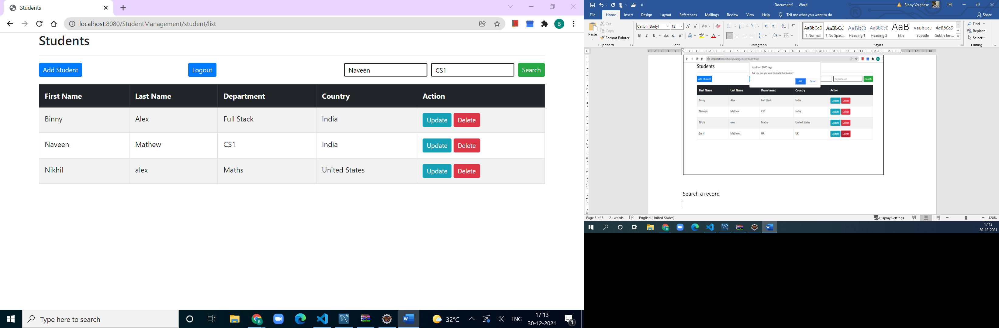 Students
localhost:8080/StudentManagement/student/list
B
Students
Add Student Logout Naveen CS1 Search
First Name Last Name Department Country Action
Binny Alex Full Stack India Update Delete
Naveen Mathew CS1 India Update Delete
Nikhil alex Maths United States Update Delete
Type here to search
32°C ENG 17:13
30-12-2021
1
Document1 - Word Binny Verghese
File Home Insert Design Layout References Mailings Review View Help Tell me what you want to do Share
Paste Cut
Copy
Format Painter
Calibri (Body) 12
AaBbCcD AaBbCc AaBbCc AaBbCcE AaB AaBbCcD AaBbCcD
¶ Normal ¶ No Spac... Heading 1 Heading 2 Title Subtitle Subtle Em...
Find
Replace
Select
Clipboard Font Paragraph Styles Editing
localhost:8080/StudentManagement/student/list
Students
localhost:8080 says
Are you sure you want to delete this Student?
OK Cancel
Add Student Department Search
First Name Last Name Department Country Action
Binny Alex Full Stack India Update Delete
Naveen Mathew CS1 India Update Delete
Nikhil alex Maths United States Update Delete
Sunil Mathews HR UK Update Delete
Search a record
Page 3 of 3 21 words English (United States) Display Settings 120%
17:13
30-12-2021